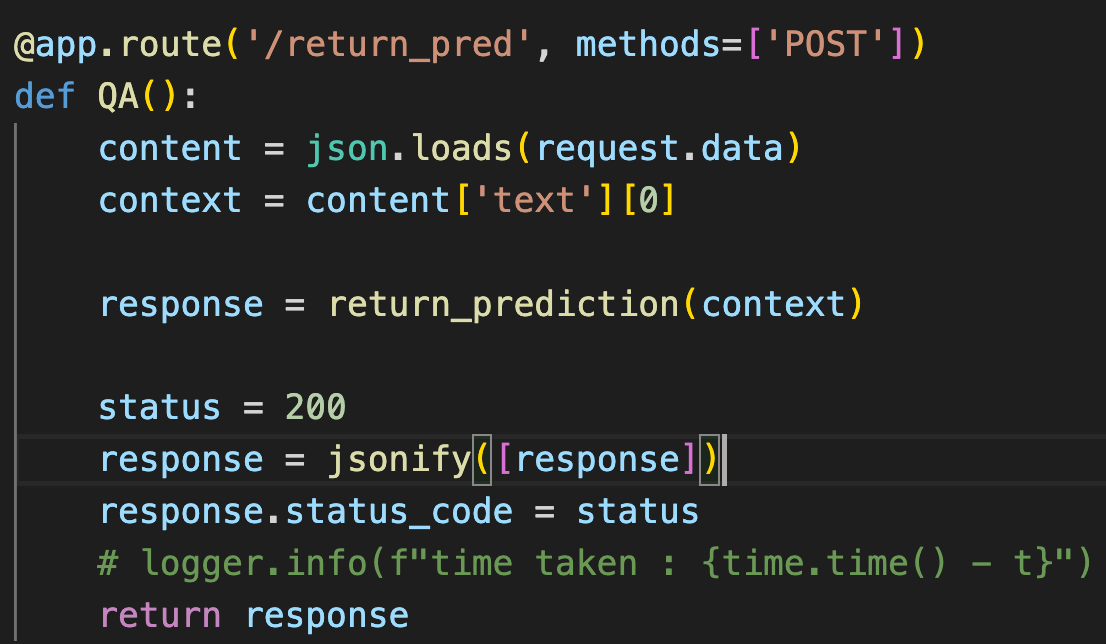 @app.route('/return_pred', methods=['POST'])
def QA():
    content = json.loads(request.data)
    context = content['text'][0]

    response = return_prediction(context)

    status = 200
    response = jsonify([response])
    response.status_code = status
    # logger.info(f"time taken : {time.time() - t}")
    return response